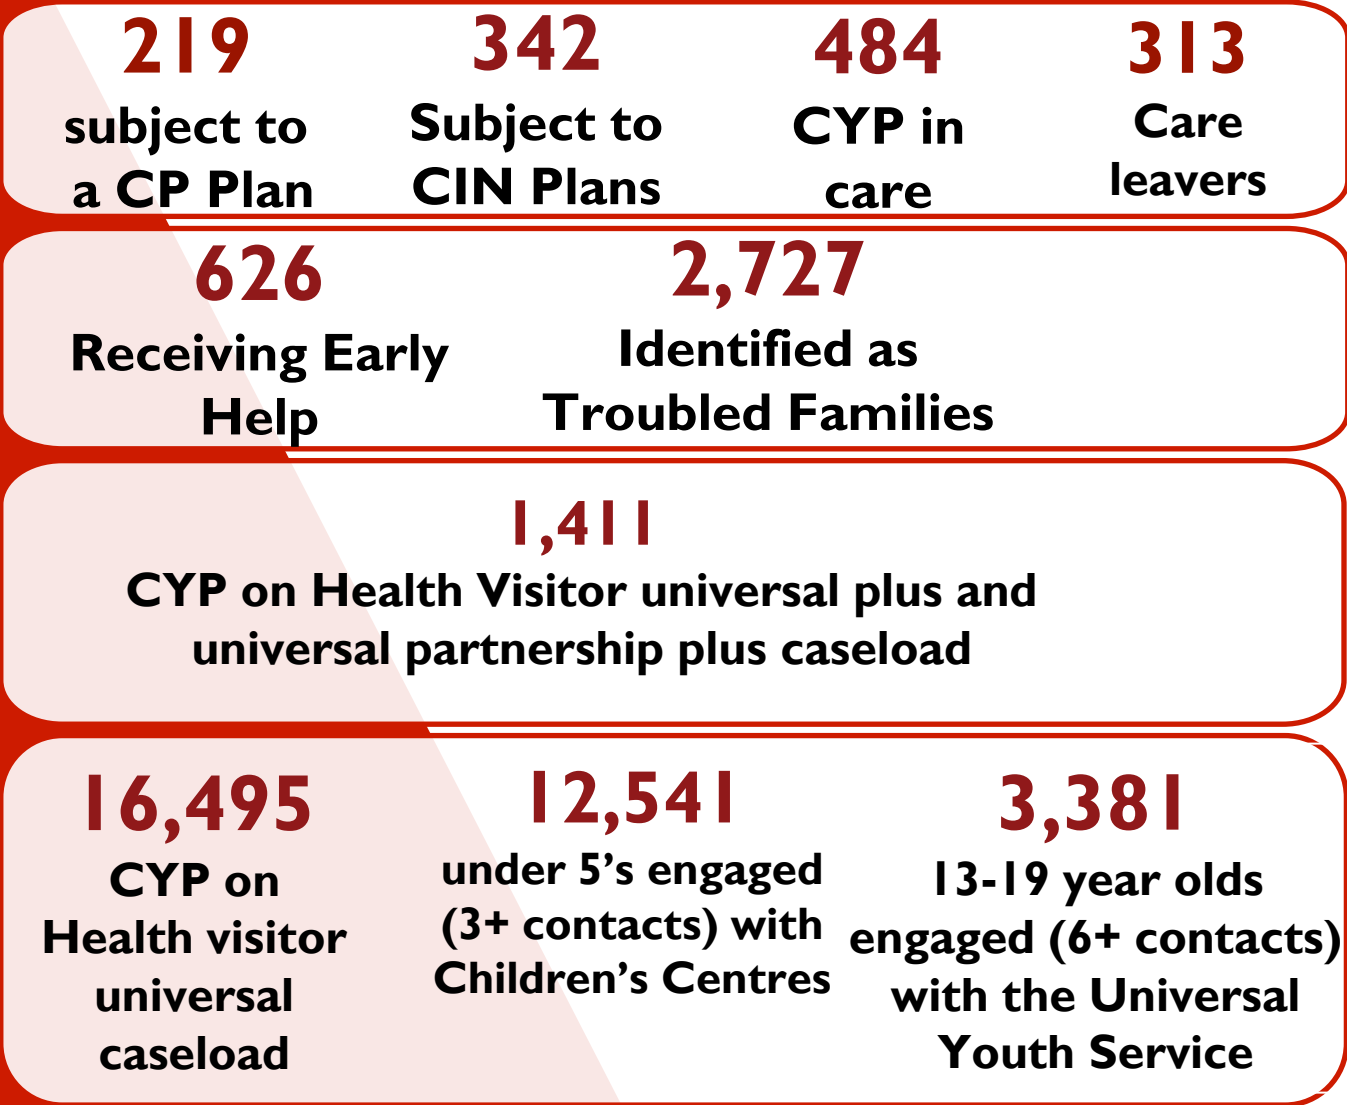 219
subject to
a CP Plan
342
Subject to
CIN Plans
484
CYP in
care
313
Care
leavers
626
Receiving Early
Help
2,727
Identified as
Troubled Families
1,411
CYP on Health Visitor universal plus and
universal partnership plus caseload
16,495
CYP on
Health visitor
universal
caseload
12,541
under 5’s engaged
(3+ contacts) with
Children’s Centres
3,381
13-19 year olds
engaged (6+ contacts)
with the Universal
Youth Service